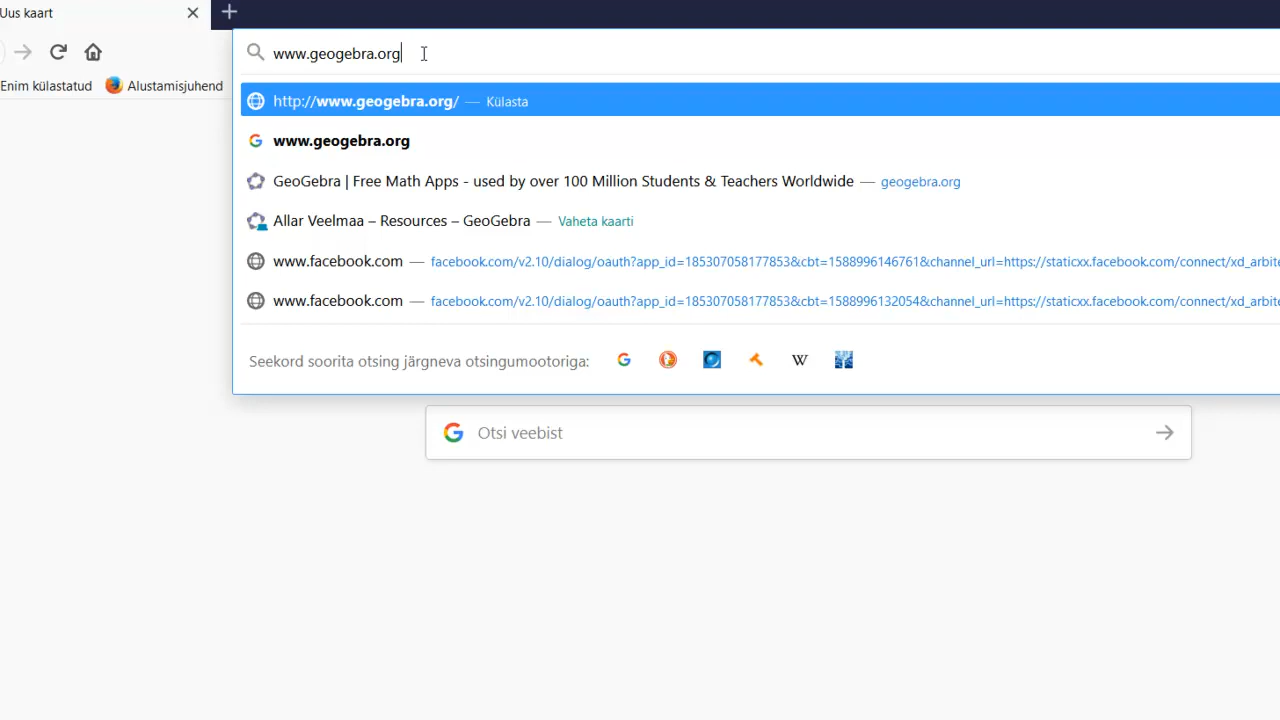 Uus kaart
www.geogebra.org
Enim külastatud Alustamisjuhend
http://www.geogebra.org/ — Külasta
www.geogebra.org
GeoGebra | Free Math Apps - used by over 100 Million Students & Teachers Worldwide — geogebra.org
Allar Veelmaa – Resources – GeoGebra — Vaheta kaarti
www.facebook.com — facebook.com/v2.10/dialog/oauth?app_id=185307058177853&cbt=1588996146761&channel_url=https://staticxx.facebook.com/connect/xd_arbite
www.facebook.com — facebook.com/v2.10/dialog/oauth?app_id=185307058177853&cbt=1588996132054&channel_url=https://staticxx.facebook.com/connect/xd_arbite
Seekord soorita otsing järgneva otsingumootoriga:
Otsi veebist